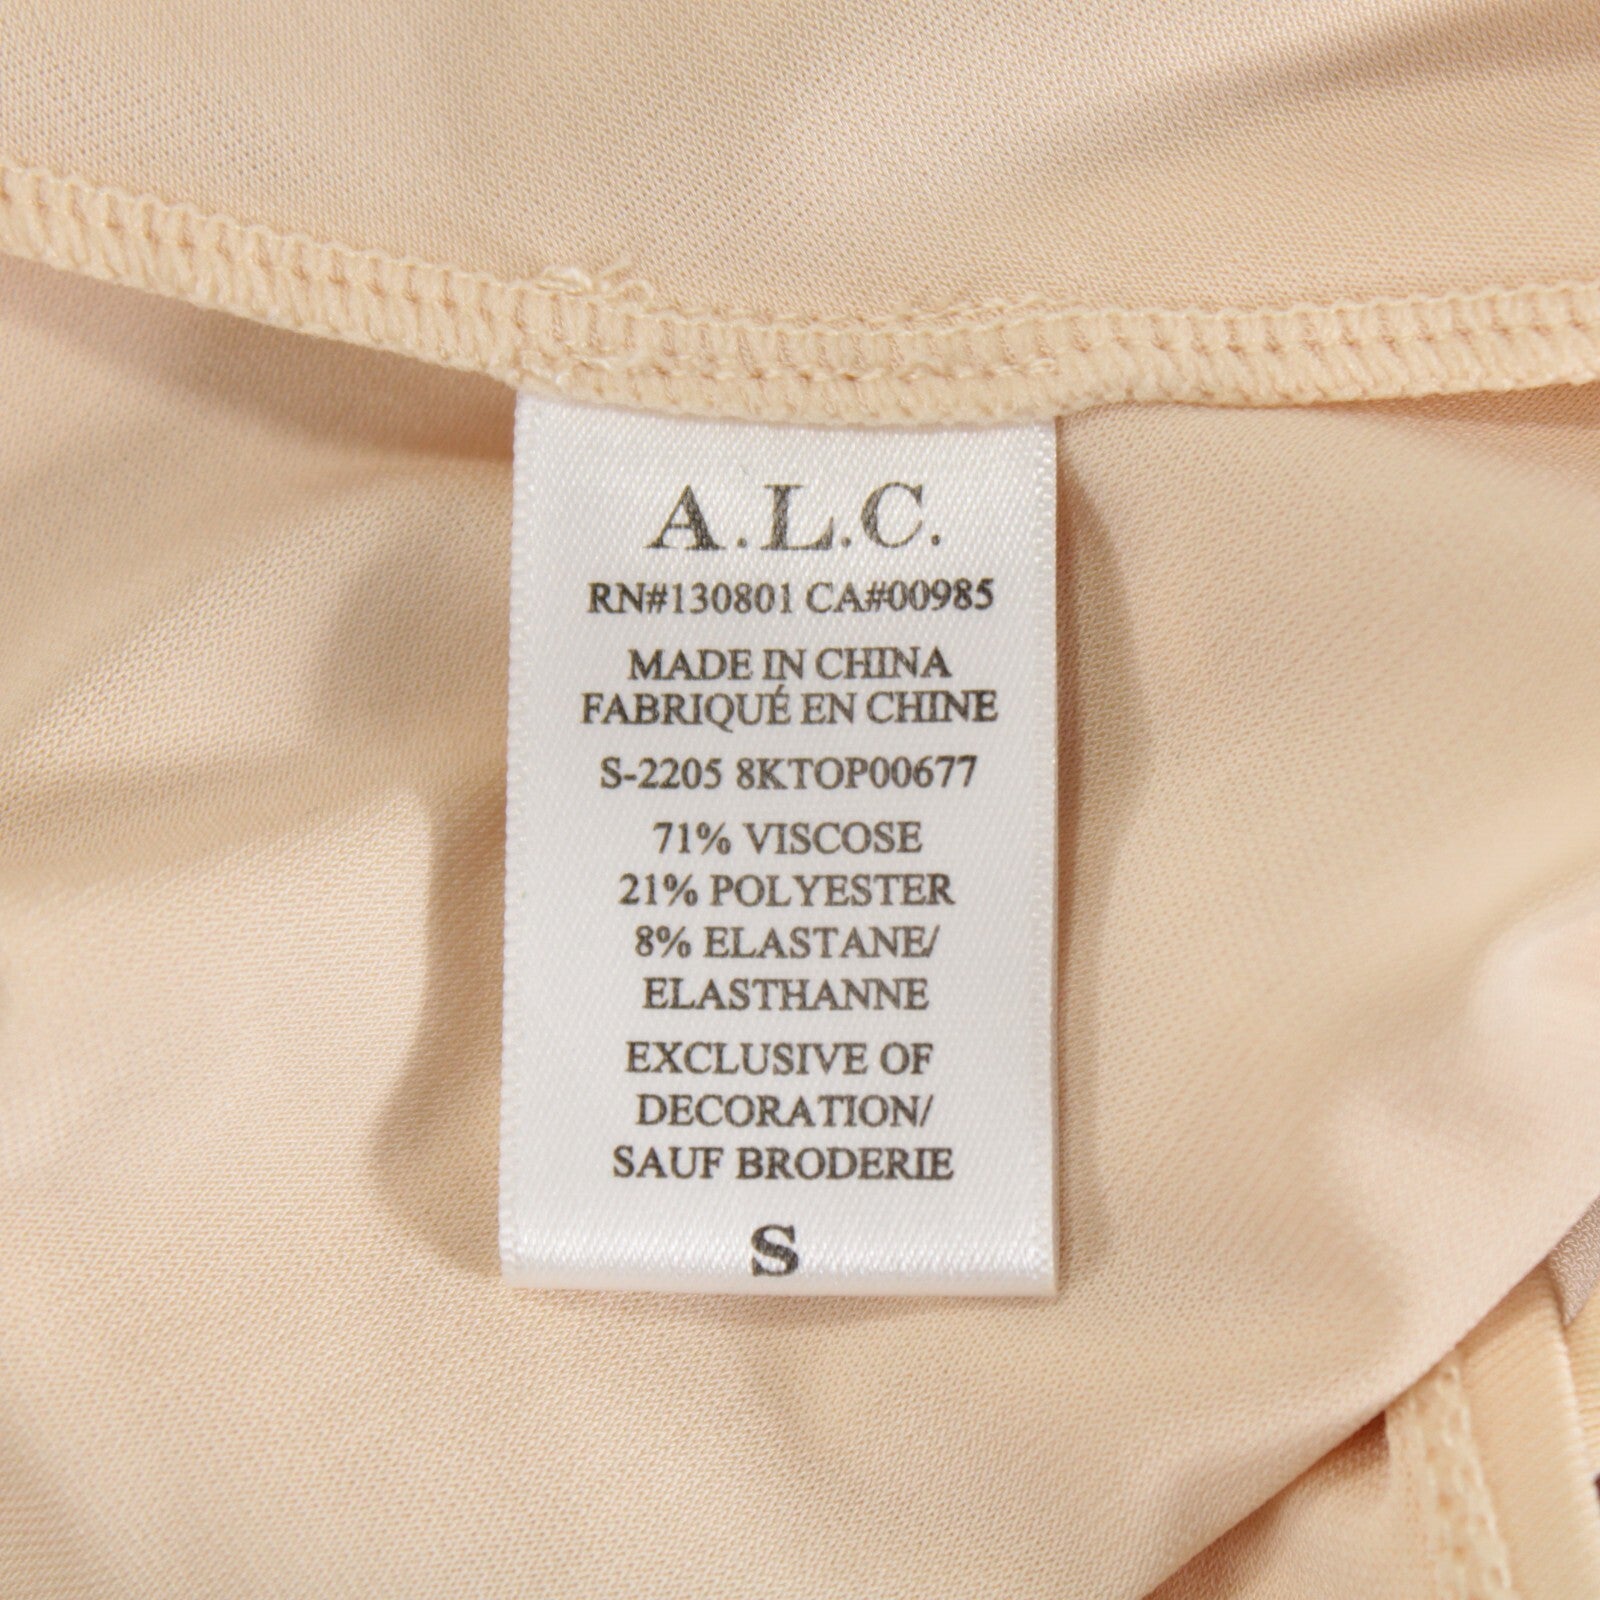 A.L.C.
RN#130801 CA#00985
MADE IN CHINA
FABRIQUÉ EN CHINE
S-2205 8KTOP00677
71% VISCOSE
21% POLYESTER
8% ELASTANE/
ELASTHANNE
EXCLUSIVE OF
DECORATION/
SAUF BRODERIE
S